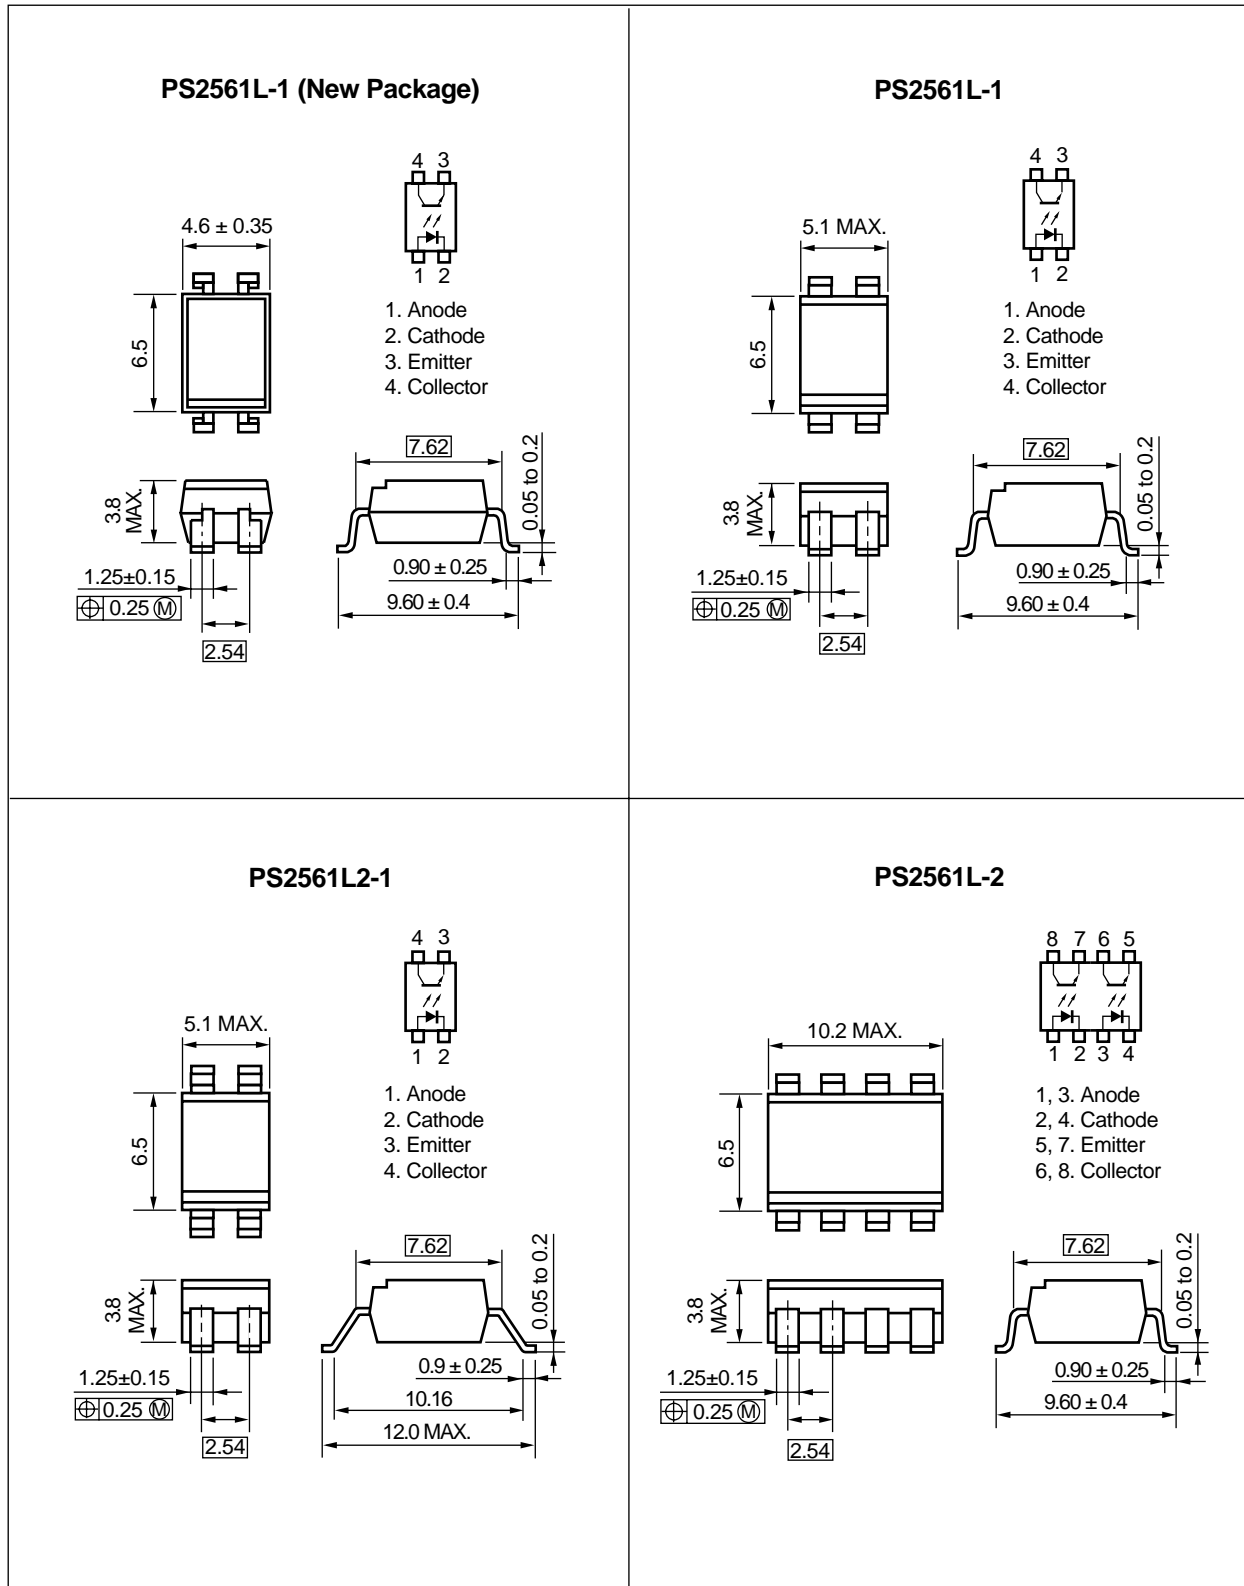 PS2561L-1 (New Package)
4 3
4.6 ± 0.35
1 2
1. Anode
2. Cathode
3. Emitter
4. Collector
6.5
7.62
3.8
MAX.
0.05 to 0.2
1.25±0.15
0.90 ± 0.25
0.25 M
9.60 ± 0.4
2.54
PS2561L-1
4 3
5.1 MAX.
1 2
1. Anode
2. Cathode
3. Emitter
4. Collector
6.5
7.62
3.8
MAX.
0.05 to 0.2
1.25±0.15
0.90 ± 0.25
0.25 M
9.60 ± 0.4
2.54
PS2561L2-1
4 3
5.1 MAX.
1 2
1. Anode
2. Cathode
3. Emitter
4. Collector
6.5
7.62
3.8
MAX.
0.05 to 0.2
1.25±0.15
0.9 ± 0.25
0.25 M
10.16
12.0 MAX.
2.54
PS2561L-2
8 7 6 5
10.2 MAX.
1 2 3 4
1, 3. Anode
2, 4. Cathode
5, 7. Emitter
6, 8. Collector
6.5
7.62
3.8
MAX.
0.05 to 0.2
1.25±0.15
0.90 ± 0.25
0.25 M
9.60 ± 0.4
2.54